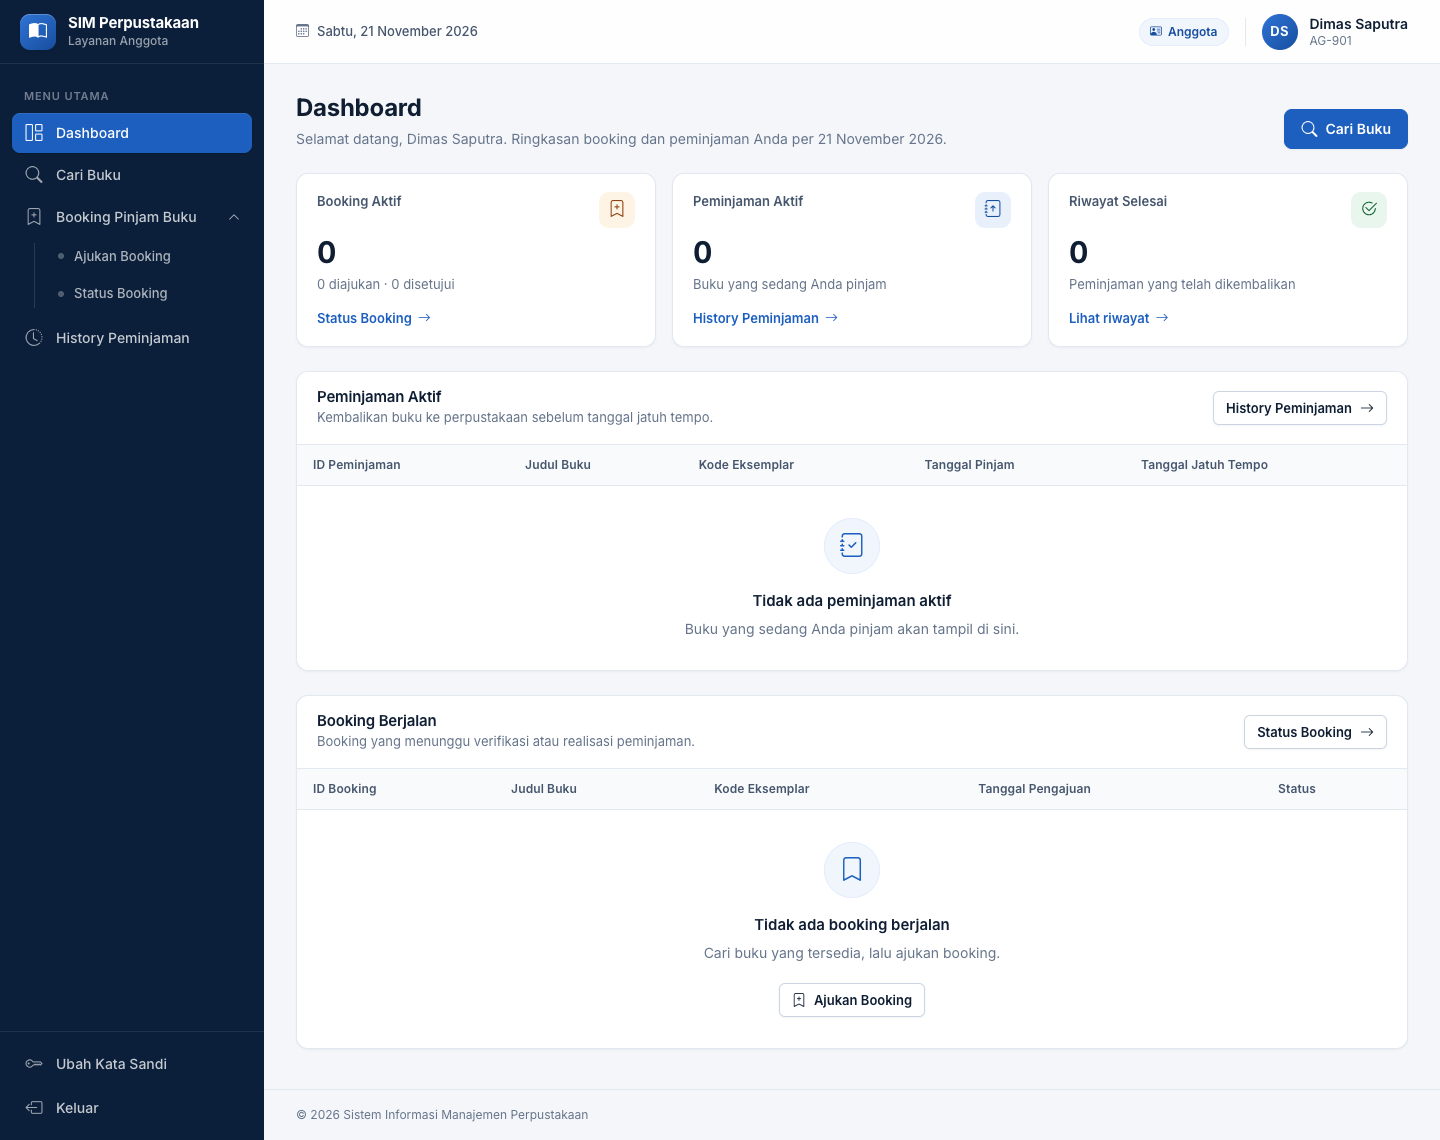 SIM Perpustakaan
Layanan Anggota
MENU UTAMA
Dashboard
Cari Buku
Booking Pinjam Buku
Ajukan Booking
Status Booking
History Peminjaman
Ubah Kata Sandi
Keluar
Sabtu, 21 November 2026
Anggota
DS
Dimas Saputra
AG-901
Dashboard
Selamat datang, Dimas Saputra. Ringkasan booking dan peminjaman Anda per 21 November 2026.
Cari Buku
Booking Aktif
0
0 diajukan · 0 disetujui
Status Booking
Peminjaman Aktif
0
Buku yang sedang Anda pinjam
History Peminjaman
Riwayat Selesai
0
Peminjaman yang telah dikembalikan
Lihat riwayat
Peminjaman Aktif
Kembalikan buku ke perpustakaan sebelum tanggal jatuh tempo.
History Peminjaman
ID Peminjaman Judul Buku Kode Eksemplar Tanggal Pinjam Tanggal Jatuh Tempo
Tidak ada peminjaman aktif
Buku yang sedang Anda pinjam akan tampil di sini.
Booking Berjalan
Booking yang menunggu verifikasi atau realisasi peminjaman.
Status Booking
ID Booking Judul Buku Kode Eksemplar Tanggal Pengajuan Status
Tidak ada booking berjalan
Cari buku yang tersedia, lalu ajukan booking.
Ajukan Booking
© 2026 Sistem Informasi Manajemen Perpustakaan